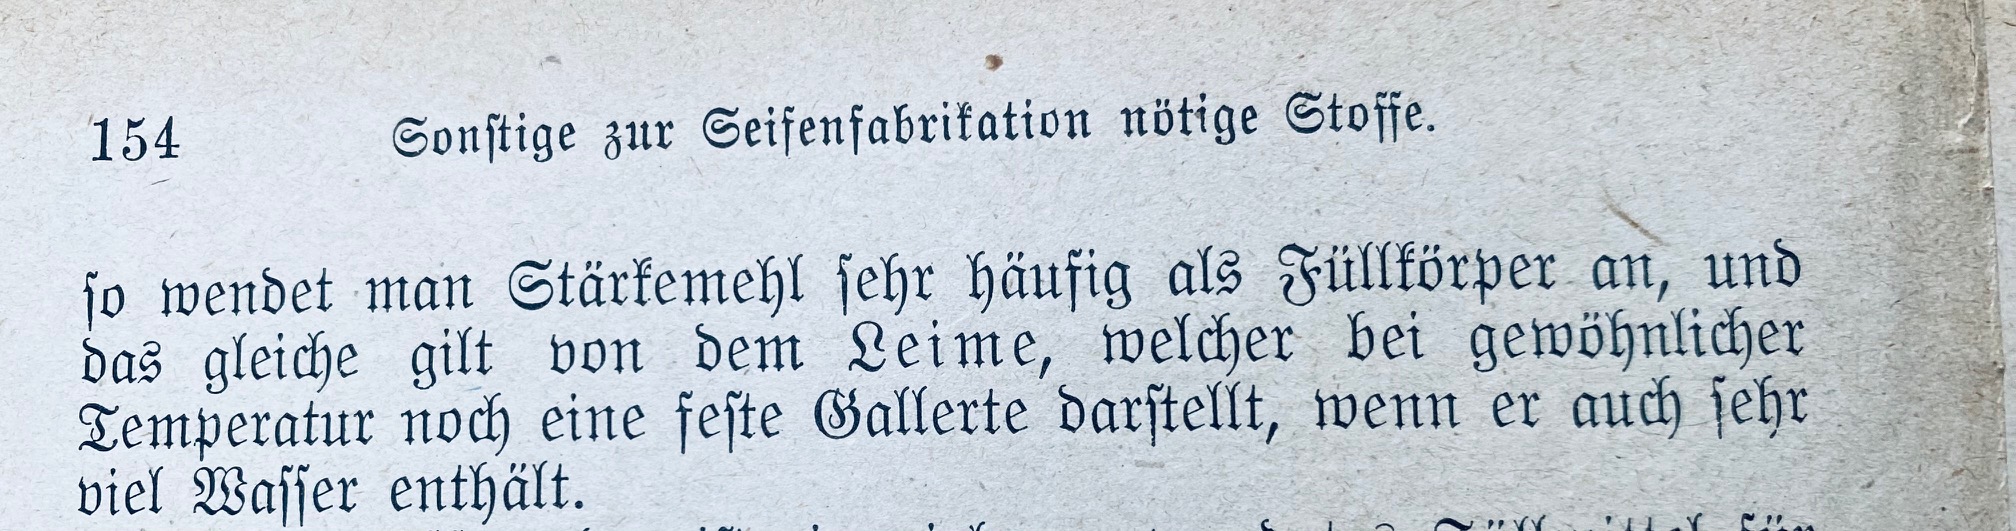 154 Sonſtige zur Seifenfabrikation nötige Stoffe.
ſo wendet man Stärkemehl ſehr häufig als Füllkörper an, und
das gleiche gilt von dem Leime, welcher bei gewöhnlicher
Temperatur noch eine feſte Gallerte darſtellt, wenn er auch ſehr
viel Waſſer enthält.